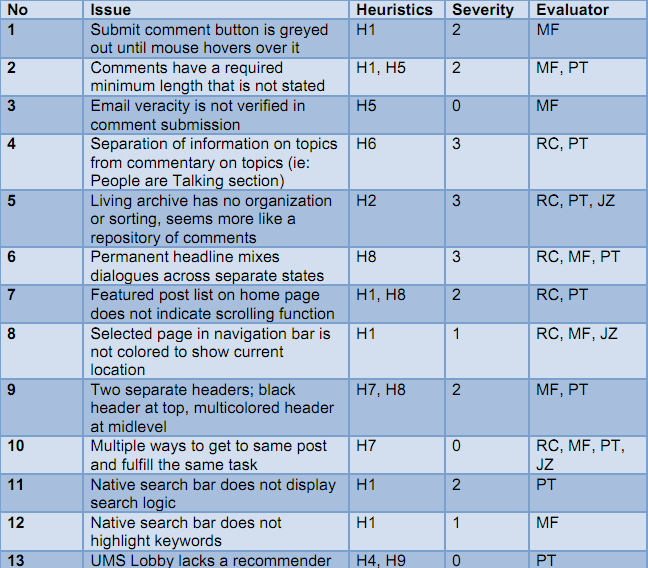 No Issue Heuristics Severity Evaluator
1 Submit comment button is greyed H1 2 MF
out until mouse hovers over it
2 Comments have a required H1, H5 2 MF, PT
minimum length that is not stated
3 Email veracity is not verified in H5 0 MF
comment submission
4 Separation of information on topics H6 3 RC, PT
from commentary on topics (ie:
People are Talking section)
5 Living archive has no organization H2 3 RC, PT, JZ
or sorting, seems more like a
repository of comments
6 Permanent headline mixes H8 3 RC, MF, PT
dialogues across separate states
7 Featured post list on home page H1, H8 2 RC, PT
does not indicate scrolling function
8 Selected page in navigation bar is H1 1 RC, MF, JZ
not colored to show current
location
9 Two separate headers; black H7, H8 2 MF, PT
header at top, multicolored header
at midlevel
10 Multiple ways to get to same post H7 0 RC, MF, PT,
and fulfill the same task JZ
11 Native search bar does not display H1 2 PT
search logic
12 Native search bar does not H1 1 MF
highlight keywords
13 UMS Lobby lacks a recommender H4, H9 0 PT